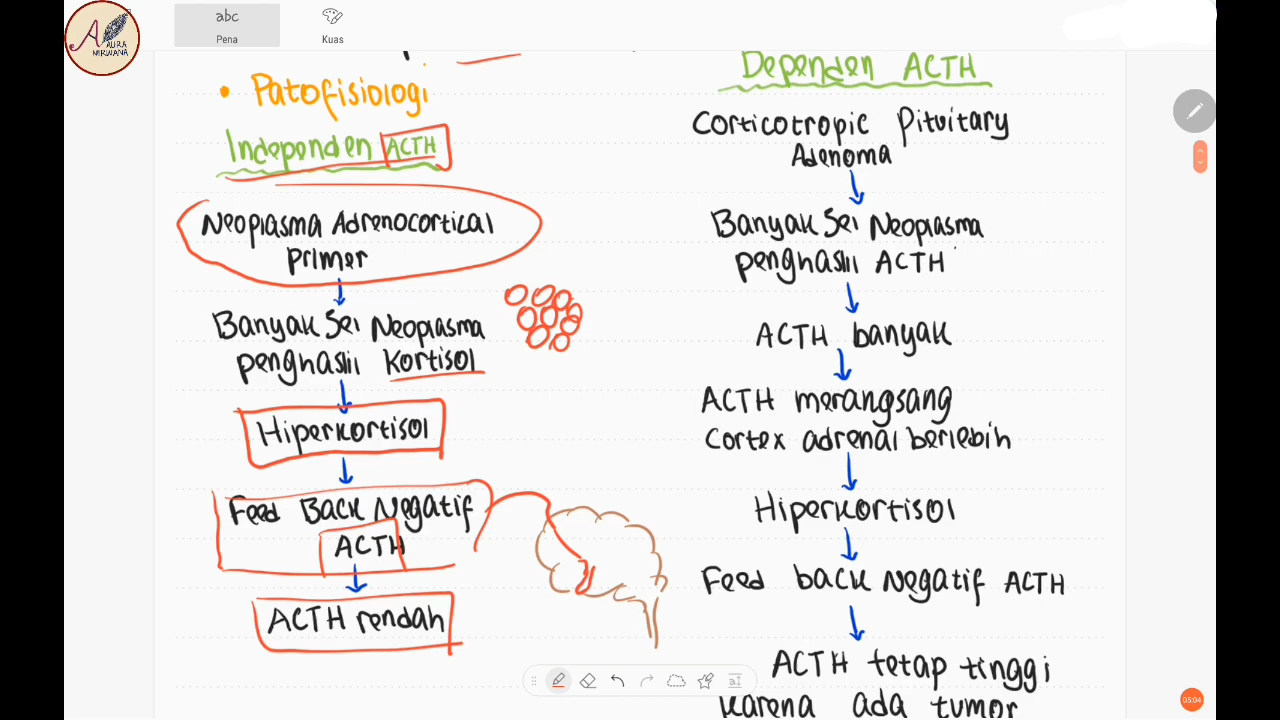 AURA
NIRWANA
abc
Pena
Kuas
• Patofisiologi
Independen ACTH
Neoplasma Adrenocortical
Primer
Banyak Sel Neoplasma
penghasil Kortisol
Hiperkortisol
Feed Back Negatif
ACTH
ACTH rendah
Dependen ACTH
Corticotropic Pituitary
Adenoma
Banyak Sel Neoplasma
penghasil ACTH
ACTH banyak
ACTH merangsang
Cortex adrenal berlebih
Hiperkortisol
Feed back Negatif ACTH
ACTH tetap tinggi
karena ada tumor
05:04